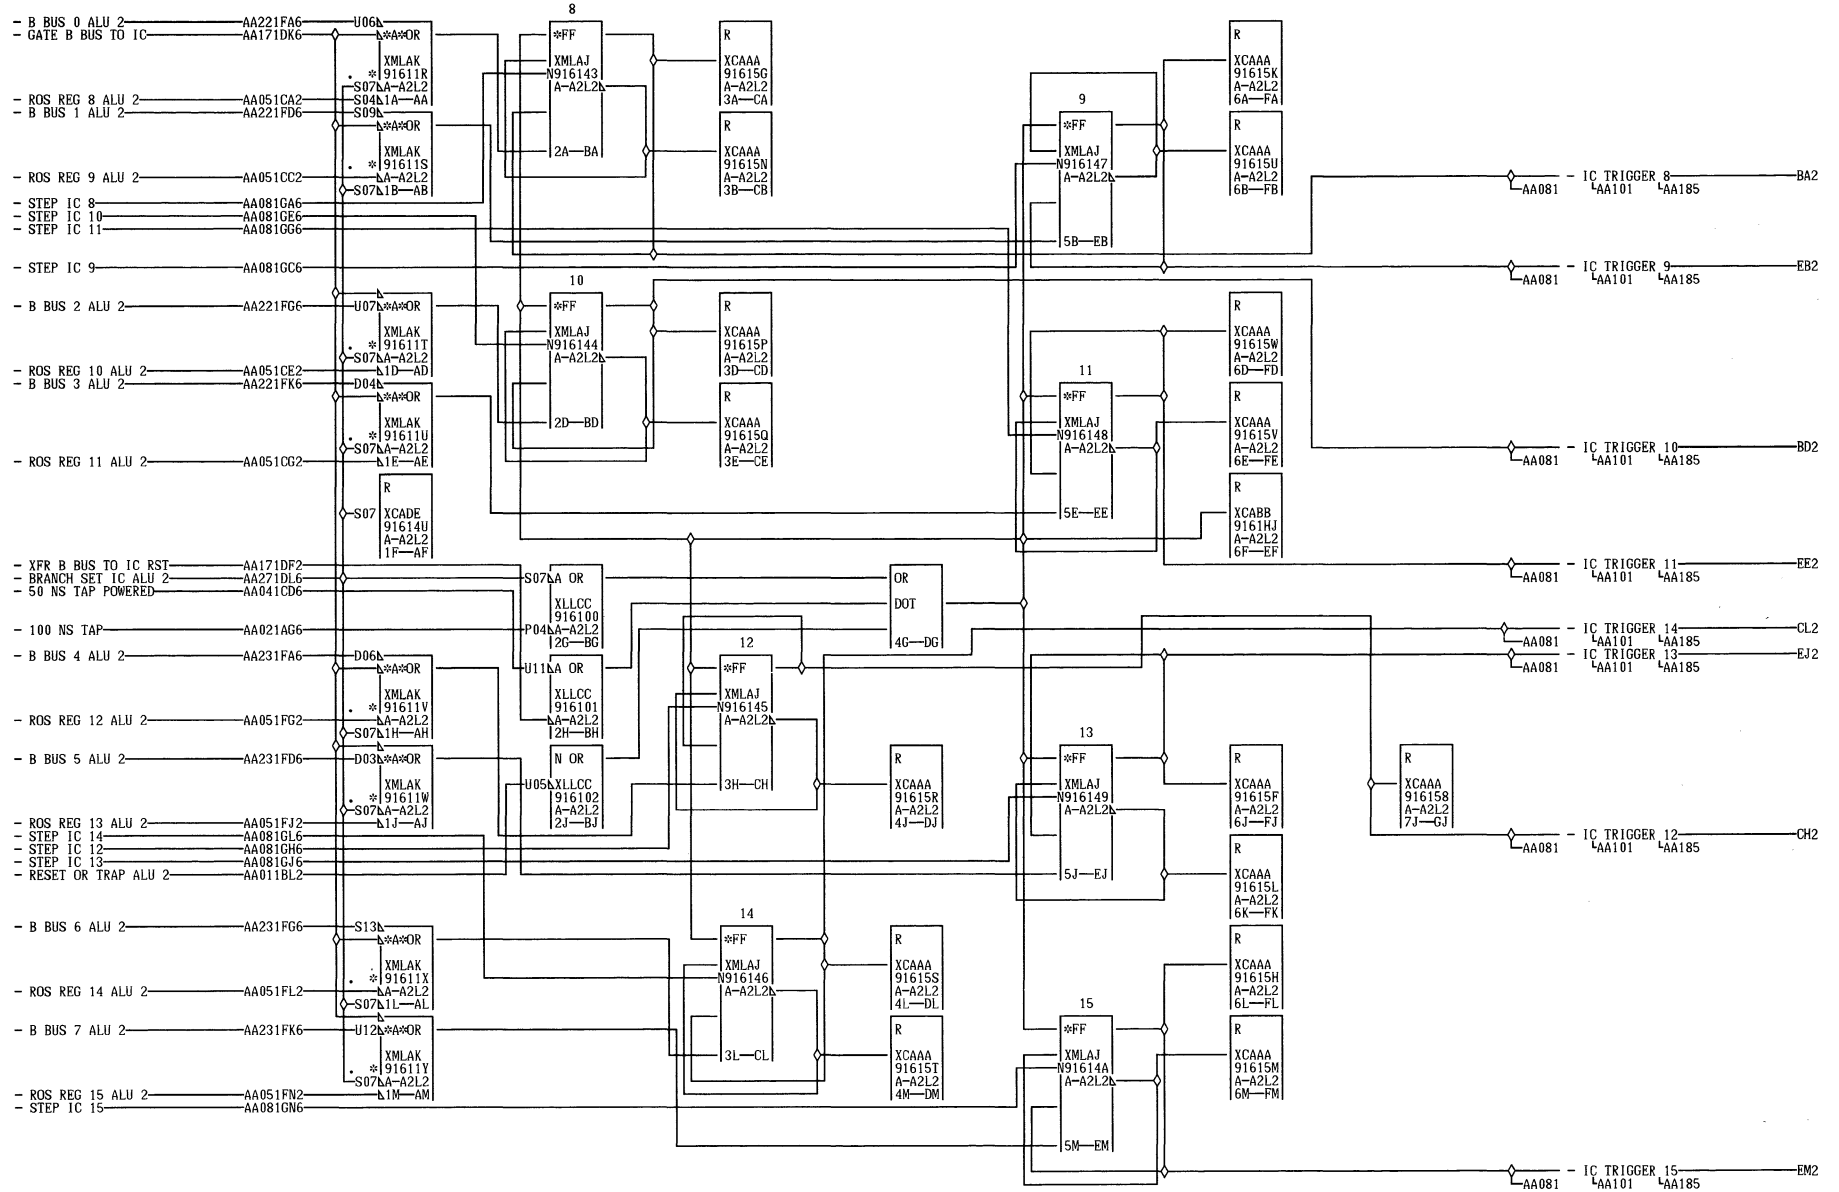 8
- B BUS 0 ALU 2 AA221FA6 U06
- GATE B BUS TO IC AA171DK6 *A*OR
XMLAK
* 91611R
S07 A-A2L2
- ROS REG 8 ALU 2 AA051CA2 S04 1A AA
*FF
XMLAJ
N916143
A-A2L2
2A BA
R
XCAAA
91615G
A-A2L2
3A CA
R
XCAAA
91615K
A-A2L2
6A FA
- B BUS 1 ALU 2 AA221FD6 S09
*A*OR
XMLAK
* 91611S
- ROS REG 9 ALU 2 AA051CC2 A-A2L2
S07 1B AB
R
XCAAA
91615N
A-A2L2
3B CB
9
*FF
XMLAJ
N916147
A-A2L2
5B EB
R
XCAAA
91615U
A-A2L2
6B FB
- IC TRIGGER 8 BA2
AA081 AA101 AA185
- STEP IC 8 AA081GA6
- STEP IC 10 AA081GE6
- STEP IC 11 AA081GG6
- STEP IC 9 AA081GC6
- IC TRIGGER 9 EB2
AA081 AA101 AA185
10
- B BUS 2 ALU 2 AA221FG6 U07 *A*OR
XMLAK
* 91611T
S07 A-A2L2
- ROS REG 10 ALU 2 AA051CE2 1D AD
*FF
XMLAJ
N916144
A-A2L2
2D BD
R
XCAAA
91615P
A-A2L2
3D CD
R
XCAAA
91615W
A-A2L2
6D FD
- B BUS 3 ALU 2 AA221FK6 D04
*A*OR
XMLAK
* 91611U
S07 A-A2L2
- ROS REG 11 ALU 2 AA051CG2 1E AE
R
XCAAA
91615Q
A-A2L2
3E CE
11
*FF
XMLAJ
N916148
A-A2L2
5E EE
R
XCAAA
91615V
A-A2L2
6E FE
- IC TRIGGER 10 BD2
AA081 AA101 AA185
R
S07 XCADE
91614U
A-A2L2
1F AF
R
XCABB
9161HJ
A-A2L2
6F EF
- XFR B BUS TO IC RST AA171DF2
- BRANCH SET IC ALU 2 AA271DL6 S07 A OR
- 50 NS TAP POWERED AA041CD6
XLLCC
916100
- 100 NS TAP AA021AG6 P04 A-A2L2
2G BG
OR
DOT
4G DG
- IC TRIGGER 11 EE2
AA081 AA101 AA185
- IC TRIGGER 14 CL2
AA081 AA101 AA185
- IC TRIGGER 13 EJ2
AA081 AA101 AA185
- B BUS 4 ALU 2 AA231FA6 D06
*A*OR
XMLAK
* 91611V
- ROS REG 12 ALU 2 AA051FG2 A-A2L2
S07 1H AH
U11 A OR
XLLCC
916101
A-A2L2
2H BH
12
*FF
XMLAJ
N916145
A-A2L2
3H CH
- B BUS 5 ALU 2 AA231FD6 D03 *A*OR
XMLAK
* 91611W
S07 A-A2L2
- ROS REG 13 ALU 2 AA051FJ2 1J AJ
N OR
U05 XLLCC
916102
A-A2L2
2J BJ
R
XCAAA
91615R
A-A2L2
4J DJ
13
*FF
XMLAJ
N916149
A-A2L2
5J EJ
R
XCAAA
91615F
A-A2L2
6J FJ
R
XCAAA
916158
A-A2L2
7J GJ
- IC TRIGGER 12 CH2
AA081 AA101 AA185
- STEP IC 14 AA081GL6
- STEP IC 12 AA081GH6
- STEP IC 13 AA081GJ6
- RESET OR TRAP ALU 2 AA011BL2
R
XCAAA
91615L
A-A2L2
6K FK
- B BUS 6 ALU 2 AA231FG6 S13
*A*OR
XMLAK
* 91611X
- ROS REG 14 ALU 2 AA051FL2 A-A2L2
S07 1L AL
14
*FF
XMLAJ
N916146
A-A2L2
3L CL
R
XCAAA
91615S
A-A2L2
4L DL
R
XCAAA
91615H
A-A2L2
6L FL
- B BUS 7 ALU 2 AA231FK6 U12 *A*OR
XMLAK
* 91611Y
S07 A-A2L2
- ROS REG 15 ALU 2 AA051FN2 1M AM
- STEP IC 15 AA081GN6
R
XCAAA
91615T
A-A2L2
4M DM
15
*FF
XMLAJ
N91614A
A-A2L2
5M EM
R
XCAAA
91615M
A-A2L2
6M FM
- IC TRIGGER 15 EM2
AA081 AA101 AA185